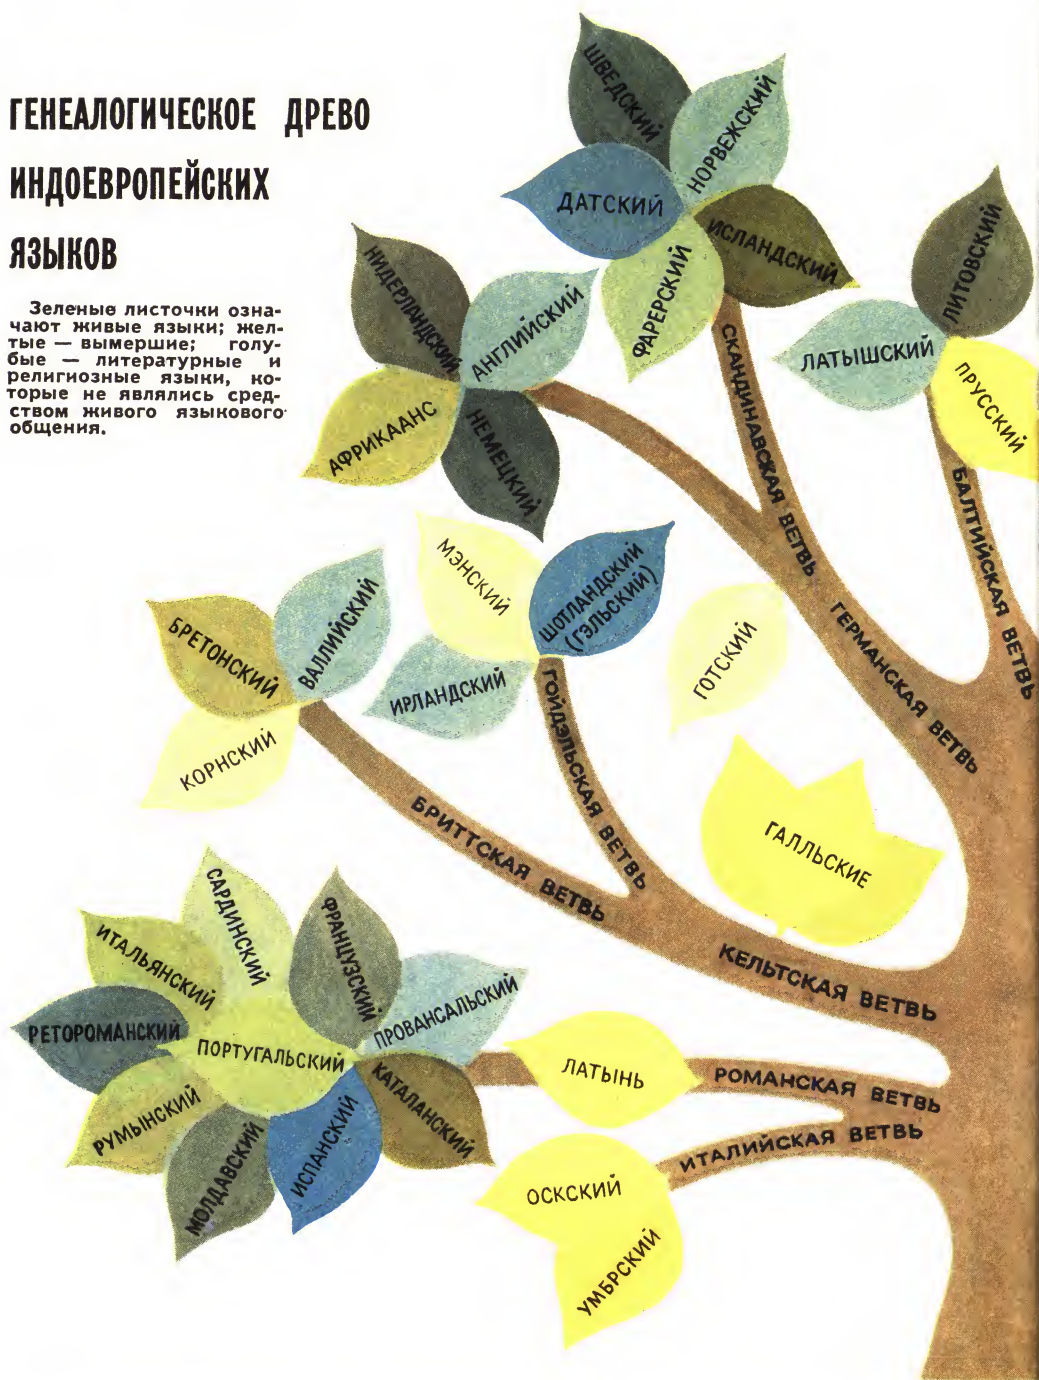 ГЕНЕАЛОГИЧЕСКОЕ ДРЕВО
ИНДОЕВРОПЕЙСКИХ
ЯЗЫКОВ
Зеленые листочки озна-
чают живые языки; жел-
тые — вымершие; голу-
бые — литературные и
религиозные языки, ко-
торые не являлись сред-
ством живого языкового
общения.
ШВЕДСКИЙ
НОРВЕЖСКИЙ
ДАТСКИЙ
ИСЛАНДСКИЙ
ФАРЕРСКИЙ
НИДЕРЛАНДСКИЙ
АНГЛИЙСКИЙ
АФРИКААНС
НЕМЕЦКИЙ
СКАНДИНАВСКАЯ ВЕТВЬ
ЛИТОВСКИЙ
ЛАТЫШСКИЙ
ПРУССКИЙ
БАЛТИЙСКАЯ ВЕТВЬ
ГЕРМАНСКАЯ ВЕТВЬ
МЭНСКИЙ
ШОТЛАНДСКИЙ
(ГЭЛЬСКИЙ)
ИРЛАНДСКИЙ
ГОТСКИЙ
БРЕТОНСКИЙ
ВАЛЛИЙСКИЙ
КОРНСКИЙ
ГОЙДЭЛЬСКАЯ ВЕТВЬ
БРИТТСКАЯ ВЕТВЬ
ГАЛЛЬСКИЕ
КЕЛЬТСКАЯ ВЕТВЬ
САРДИНСКИЙ
ФРАНЦУЗСКИЙ
ИТАЛЬЯНСКИЙ
ПРОВАНСАЛЬСКИЙ
РЕТОРОМАНСКИЙ
ПОРТУГАЛЬСКИЙ
КАТАЛАНСКИЙ
РУМЫНСКИЙ
МОЛДАВСКИЙ
ИСПАНСКИЙ
ЛАТЫНЬ
РОМАНСКАЯ ВЕТВЬ
ИТАЛИЙСКАЯ ВЕТВЬ
ОСКСКИЙ
УМБРСКИЙ